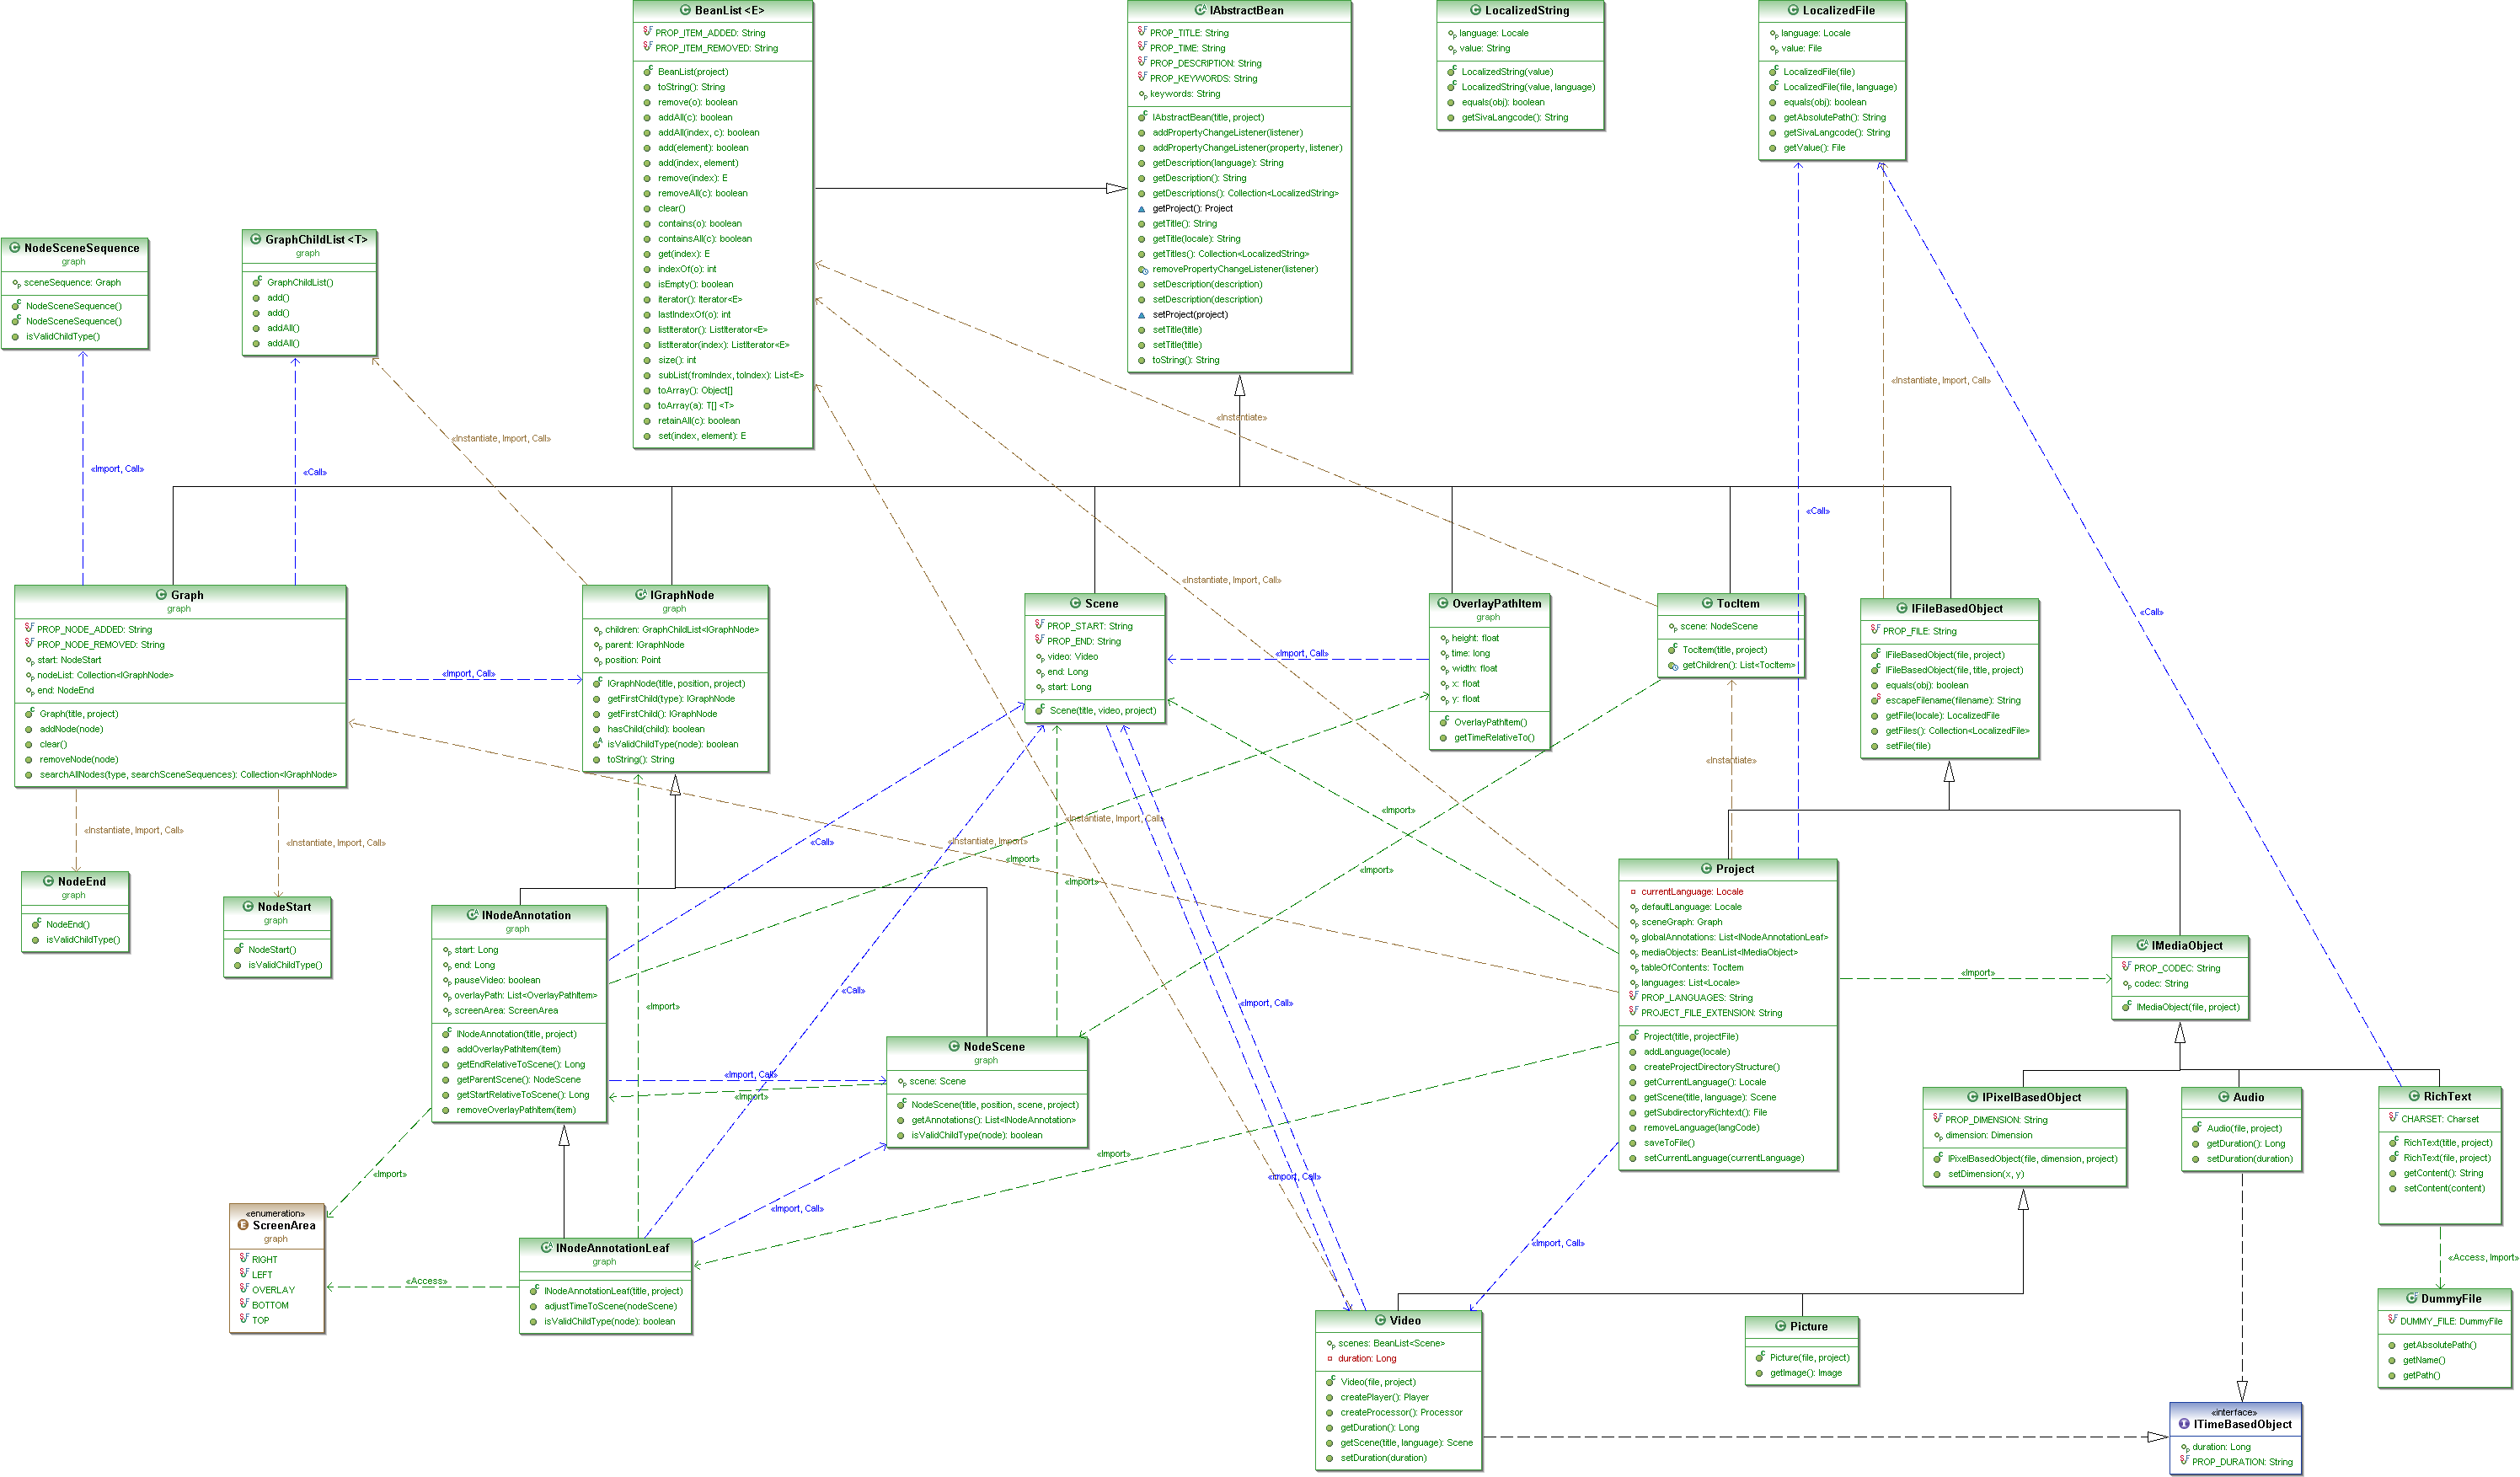 BeanList <E>
PROP_ITEM_ADDED: String
PROP_ITEM_REMOVED: String
BeanList(project)
toString(): String
remove(o): boolean
addAll(c): boolean
addAll(index, c): boolean
add(element): boolean
add(index, element)
remove(index): E
removeAll(c): boolean
clear()
contains(o): boolean
containsAll(c): boolean
get(index): E
indexOf(o): int
isEmpty(): boolean
iterator(): Iterator<E>
lastIndexOf(o): int
listIterator(): ListIterator<E>
listIterator(index): ListIterator<E>
size(): int
subList(fromIndex, toIndex): List<E>
toArray(): Object[]
toArray(a): T[] <T>
retainAll(c): boolean
set(index, element): E
IAbstractBean
PROP_TITLE: String
PROP_TIME: String
PROP_DESCRIPTION: String
PROP_KEYWORDS: String
keywords: String
IAbstractBean(title, project)
addPropertyChangeListener(listener)
addPropertyChangeListener(property, listener)
getDescription(language): String
getDescription(): String
getDescriptions(): Collection<LocalizedString>
getProject(): Project
getTitle(): String
getTitle(locale): String
getTitles(): Collection<LocalizedString>
removePropertyChangeListener(listener)
setDescription(description)
setDescription(description)
setProject(project)
setTitle(title)
setTitle(title)
toString(): String
LocalizedString
language: Locale
value: String
LocalizedString(value)
LocalizedString(value, language)
equals(obj): boolean
getSivaLangcode(): String
LocalizedFile
language: Locale
value: File
LocalizedFile(file)
LocalizedFile(file, language)
equals(obj): boolean
getAbsolutePath(): String
getSivaLangcode(): String
getValue(): File
NodeSceneSequence
graph
sceneSequence: Graph
NodeSceneSequence()
NodeSceneSequence()
isValidChildType()
GraphChildList <T>
graph
GraphChildList()
add()
add()
addAll()
addAll()
«Instantiate, Import, Call»
«Instantiate»
«Instantiate, Import, Call»
«Import, Call»
«Call»
«Call»
«Instantiate, Import, Call»
«Call»
Graph
graph
PROP_NODE_ADDED: String
PROP_NODE_REMOVED: String
start: NodeStart
nodeList: Collection<IGraphNode>
end: NodeEnd
Graph(title, project)
addNode(node)
clear()
removeNode(node)
searchAllNodes(type, searchSceneSequences): Collection<IGraphNode>
«Import, Call»
IGraphNode
graph
children: GraphChildList<IGraphNode>
parent: IGraphNode
position: Point
IGraphNode(title, position, project)
getFirstChild(type): IGraphNode
getFirstChild(): IGraphNode
hasChild(child): boolean
isValidChildType(node): boolean
toString(): String
Scene
PROP_START: String
PROP_END: String
video: Video
end: Long
start: Long
Scene(title, video, project)
«Import, Call»
OverlayPathItem
graph
height: float
time: long
width: float
x: float
y: float
OverlayPathItem()
getTimeRelativeTo()
TocItem
scene: NodeScene
TocItem(title, project)
getChildren(): List<TocItem>
IFileBasedObject
PROP_FILE: String
IFileBasedObject(file, project)
IFileBasedObject(file, title, project)
equals(obj): boolean
escapeFilename(filename): String
getFile(locale): LocalizedFile
getFiles(): Collection<LocalizedFile>
setFile(file)
«Instantiate»
«Import»
«Instantiate, Import, Call»
«Instantiate, Import, Call»
«Instantiate, Import, Call»
«Call»
«Instantiate, Import»
«Import»
«Import»
«Import»
NodeEnd
graph
NodeEnd()
isValidChildType()
NodeStart
graph
NodeStart()
isValidChildType()
INodeAnnotation
graph
start: Long
end: Long
pauseVideo: boolean
overlayPath: List<OverlayPathItem>
screenArea: ScreenArea
INodeAnnotation(title, project)
addOverlayPathItem(item)
getEndRelativeToScene(): Long
getParentScene(): NodeScene
getStartRelativeToScene(): Long
removeOverlayPathItem(item)
«Import»
«Call»
«Import, Call»
«Import, Call»
«Import»
NodeScene
graph
scene: Scene
NodeScene(title, position, scene, project)
getAnnotations(): List<INodeAnnotation>
isValidChildType(node): boolean
Project
currentLanguage: Locale
defaultLanguage: Locale
sceneGraph: Graph
globalAnnotations: List<INodeAnnotationLeaf>
mediaObjects: BeanList<IMediaObject>
tableOfContents: TocItem
languages: List<Locale>
PROP_LANGUAGES: String
PROJECT_FILE_EXTENSION: String
Project(title, projectFile)
addLanguage(locale)
createProjectDirectoryStructure()
getCurrentLanguage(): Locale
getScene(title, language): Scene
getSubdirectoryRichtext(): File
removeLanguage(langCode)
saveToFile()
setCurrentLanguage(currentLanguage)
«Import»
IMediaObject
PROP_CODEC: String
codec: String
IMediaObject(file, project)
IPixelBasedObject
PROP_DIMENSION: String
dimension: Dimension
IPixelBasedObject(file, dimension, project)
setDimension(x, y)
Audio
Audio(file, project)
getDuration(): Long
setDuration(duration)
RichText
CHARSET: Charset
RichText(title, project)
RichText(file, project)
getContent(): String
setContent(content)
«Import»
«Import»
«Import, Call»
«Import, Call»
«Import, Call»
«Access, Import»
«enumeration»
ScreenArea
graph
RIGHT
LEFT
OVERLAY
BOTTOM
TOP
«Access»
INodeAnnotationLeaf
graph
INodeAnnotationLeaf(title, project)
adjustTimeToScene(nodeScene)
isValidChildType(node): boolean
Video
scenes: BeanList<Scene>
duration: Long
Video(file, project)
createPlayer(): Player
createProcessor(): Processor
getDuration(): Long
getScene(title, language): Scene
setDuration(duration)
Picture
Picture(file, project)
getImage(): Image
DummyFile
DUMMY_FILE: DummyFile
getAbsolutePath()
getName()
getPath()
«interface»
ITimeBasedObject
duration: Long
PROP_DURATION: String